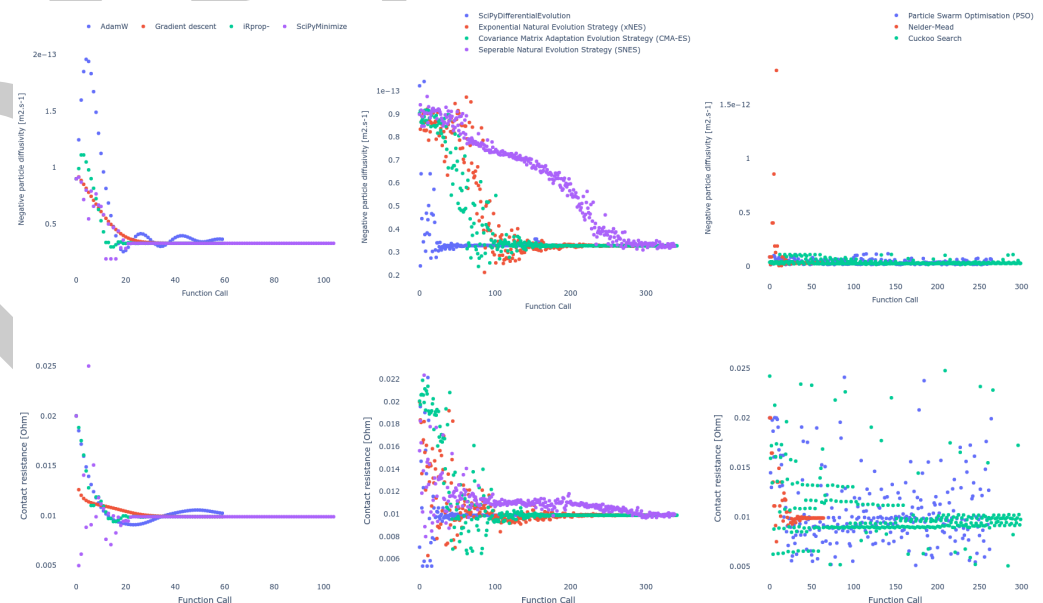 AdamW Gradient descent iRprop- SciPyMinimize
2e−13
1.5
1
0.5
Negative particle diffusivity [m2.s-1]
0 20 40 60 80 100
Function Call
SciPyDifferentialEvolution
Exponential Natural Evolution Strategy (xNES)
Covariance Matrix Adaptation Evolution Strategy (CMA-ES)
Seperable Natural Evolution Strategy (SNES)
1e−13
0.9
0.8
0.7
0.6
0.5
0.4
0.3
0.2
Negative particle diffusivity [m2.s-1]
0 100 200 300
Function Call
Particle Swarm Optimisation (PSO)
Nelder-Mead
Cuckoo Search
1.5e−12
1
0.5
0
Negative particle diffusivity [m2.s-1]
0 50 100 150 200 250 300
Function Call
0.025
0.02
0.015
0.01
0.005
Contact resistance [Ohm]
0 20 40 60 80 100
Function Call
0.022
0.02
0.018
0.016
0.014
0.012
0.01
0.008
0.006
Contact resistance [Ohm]
0 100 200 300
Function Call
0.025
0.02
0.015
0.01
0.005
Contact resistance [Ohm]
0 50 100 150 200 250 300
Function Call